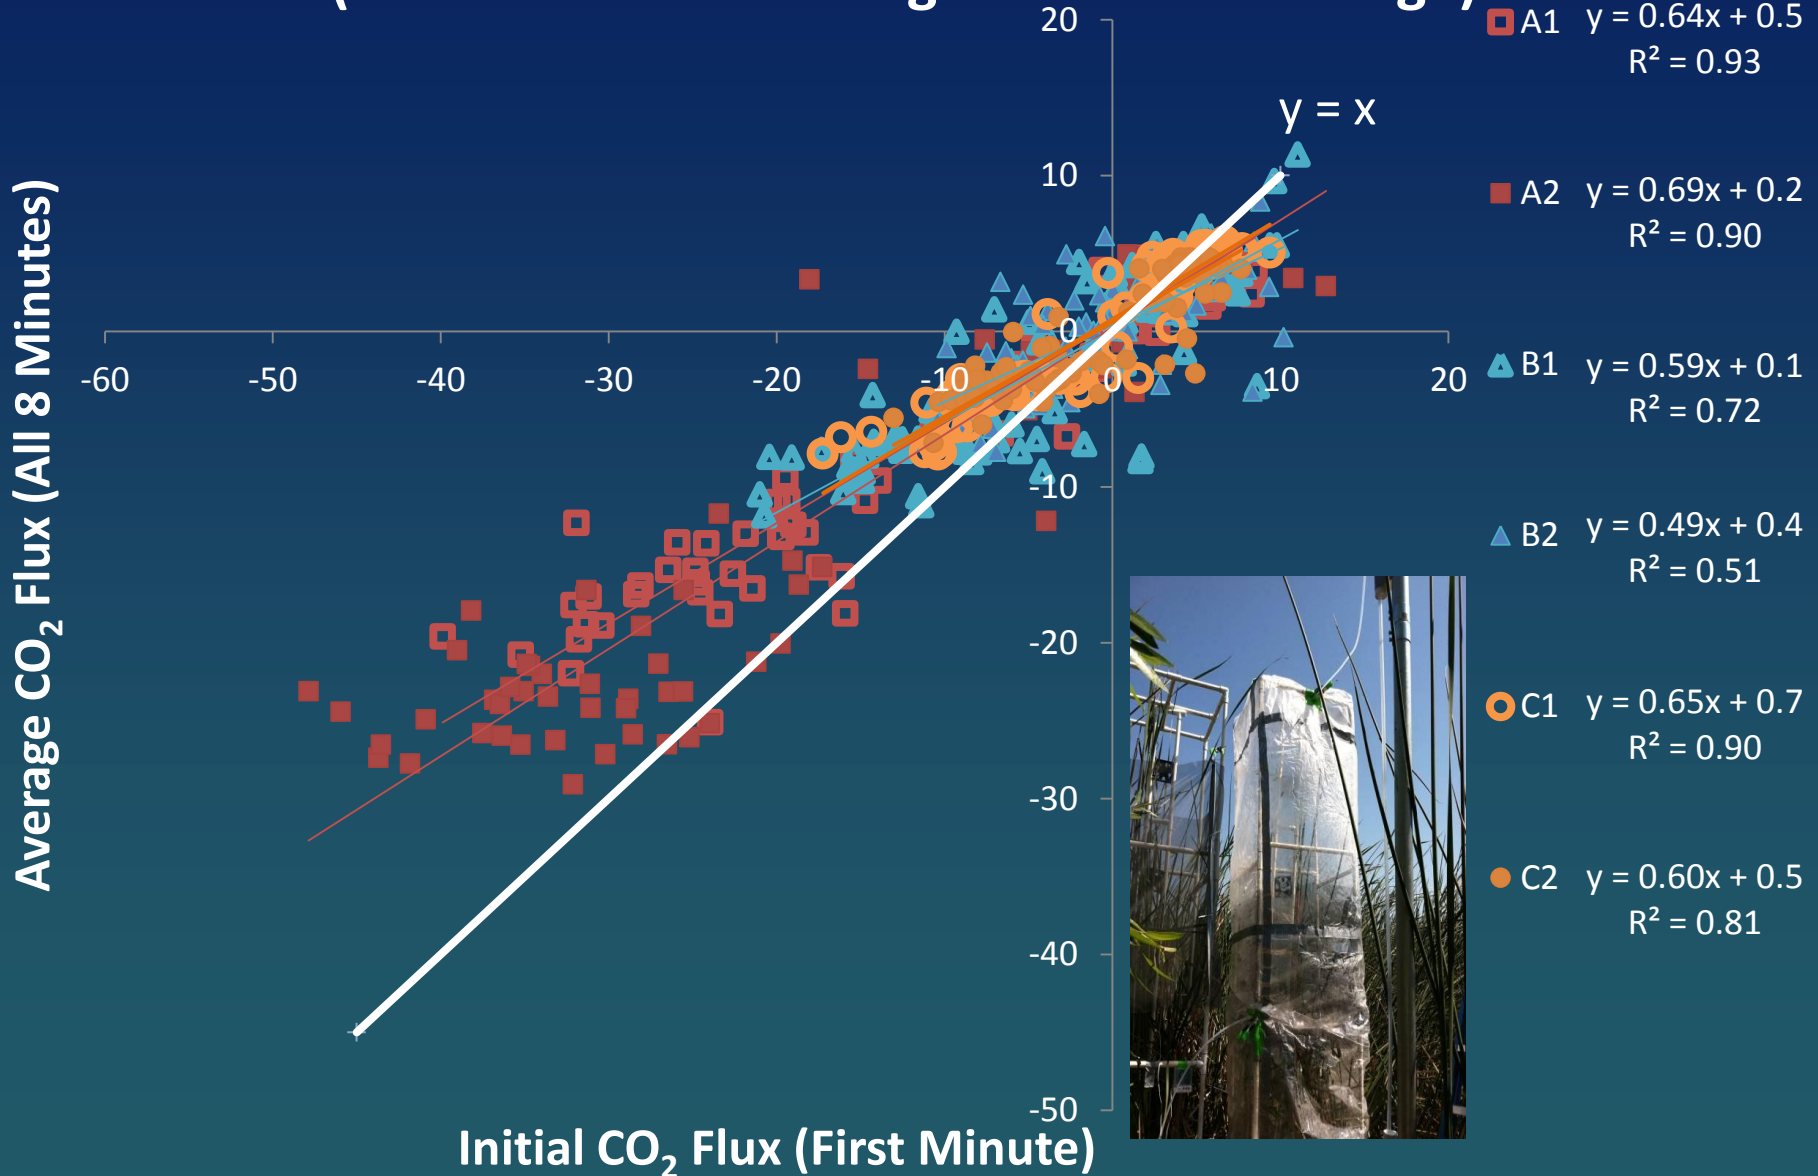 20
A1 y = 0.64x + 0.5
R² = 0.93
y = x
10
A2 y = 0.69x + 0.2
R² = 0.90
0
-60 -50 -40 -30 -20 -10 0 10 20
B1 y = 0.59x + 0.1
R² = 0.72
-10
B2 y = 0.49x + 0.4
R² = 0.51
-20
C1 y = 0.65x + 0.7
R² = 0.90
-30
C2 y = 0.60x + 0.5
R² = 0.81
-40
-50
Average CO₂ Flux (All 8 Minutes)
Initial CO₂ Flux (First Minute)